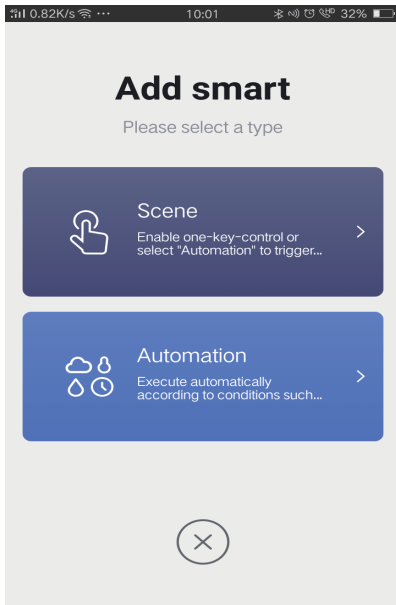 0.82K/s ... 10:01 HD 32%
Add smart
Please select a type
Scene
Enable one-key-control or
select "Automation" to trigger...
Automation
Execute automatically
according to conditions such...